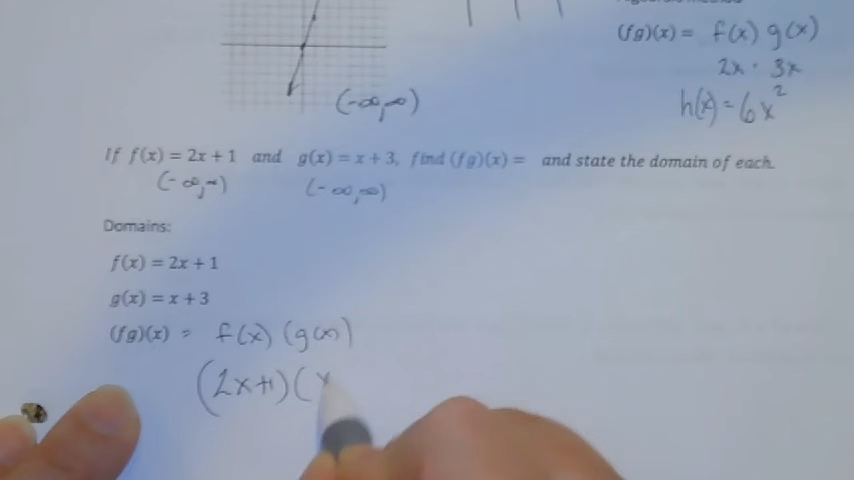 (fg)(x) = f(x) g(x)
2x · 3x
h(x) = 6x²
(-∞,∞)
If f(x) = 2x + 1 and g(x) = x + 3, find (fg)(x) = and state the domain of each.
(-∞,∞) (-∞,∞)
Domains:
f(x) = 2x + 1
g(x) = x + 3
(fg)(x) = f(x) (g(x))
(2x+1)(x